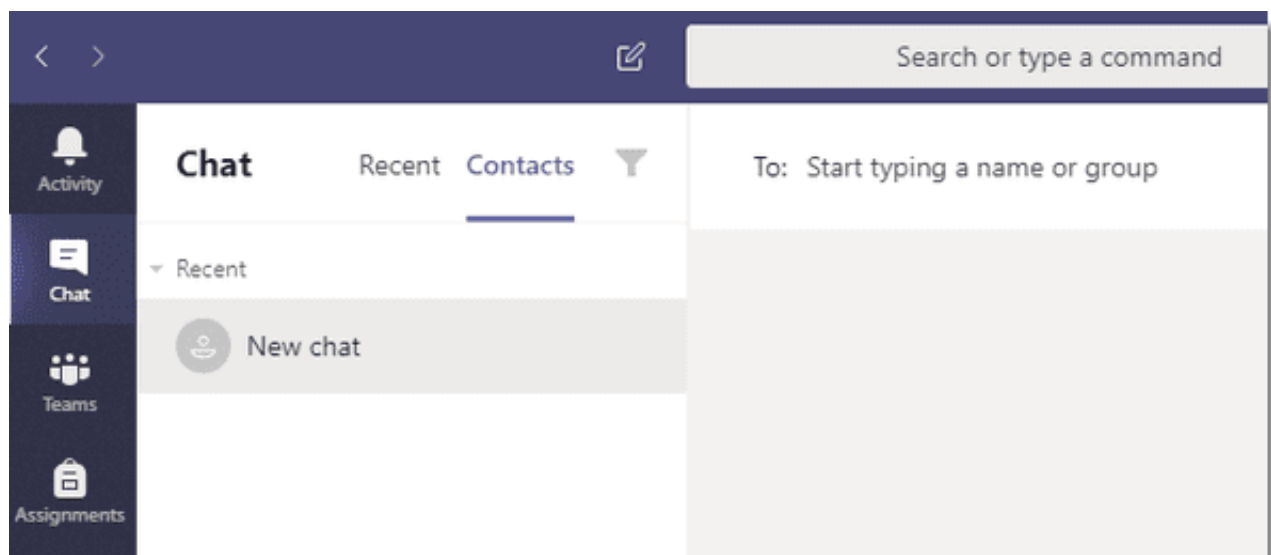 Search or type a command
Activity
Chat Recent Contacts
To: Start typing a name or group
Recent
Chat
New chat
Teams
Assignments